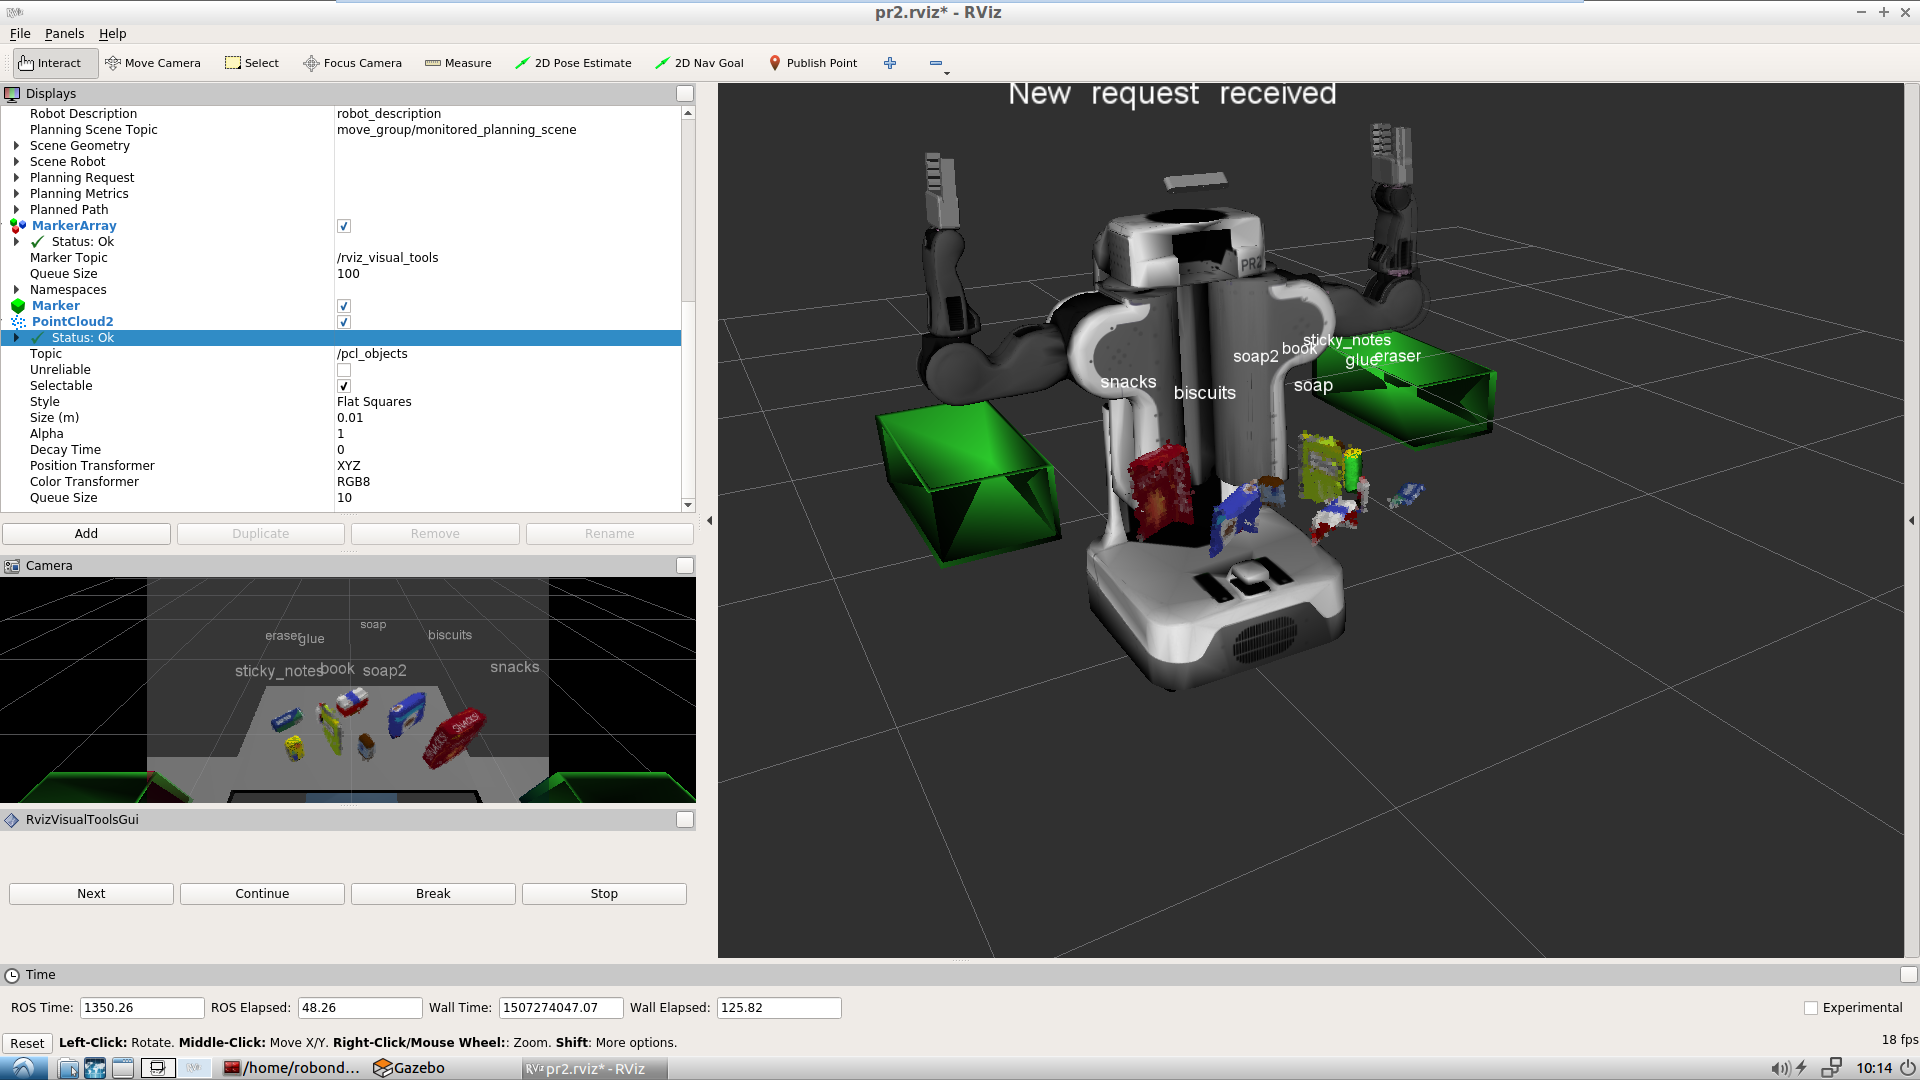 pr2.rviz* - RViz
File Panels Help
Interact Move Camera Select Focus Camera Measure 2D Pose Estimate 2D Nav Goal Publish Point
Displays
Robot Description robot_description
Planning Scene Topic move_group/monitored_planning_scene
Scene Geometry
Scene Robot
Planning Request
Planning Metrics
Planned Path
MarkerArray
Status: Ok
Marker Topic /rviz_visual_tools
Queue Size 100
Namespaces
Marker
PointCloud2
Status: Ok
Topic /pcl_objects
Unreliable
Selectable
Style Flat Squares
Size (m) 0.01
Alpha 1
Decay Time 0
Position Transformer XYZ
Color Transformer RGB8
Queue Size 10
Add Duplicate Remove Rename
Camera
soap
eraser glue biscuits
sticky_notes book soap2 snacks
SNACKS
SNACKS
RvizVisualToolsGui
Next Continue Break Stop
New request received
PR2
sticky_notes
soap2 book glue eraser
snacks biscuits soap
Time
ROS Time: 1350.26 ROS Elapsed: 48.26 Wall Time: 1507274047.07 Wall Elapsed: 125.82 Experimental
Reset Left-Click: Rotate. Middle-Click: Move X/Y. Right-Click/Mouse Wheel:: Zoom. Shift: More options. 18 fps
/home/robond... Gazebo RViz pr2.rviz* - RViz 10:14